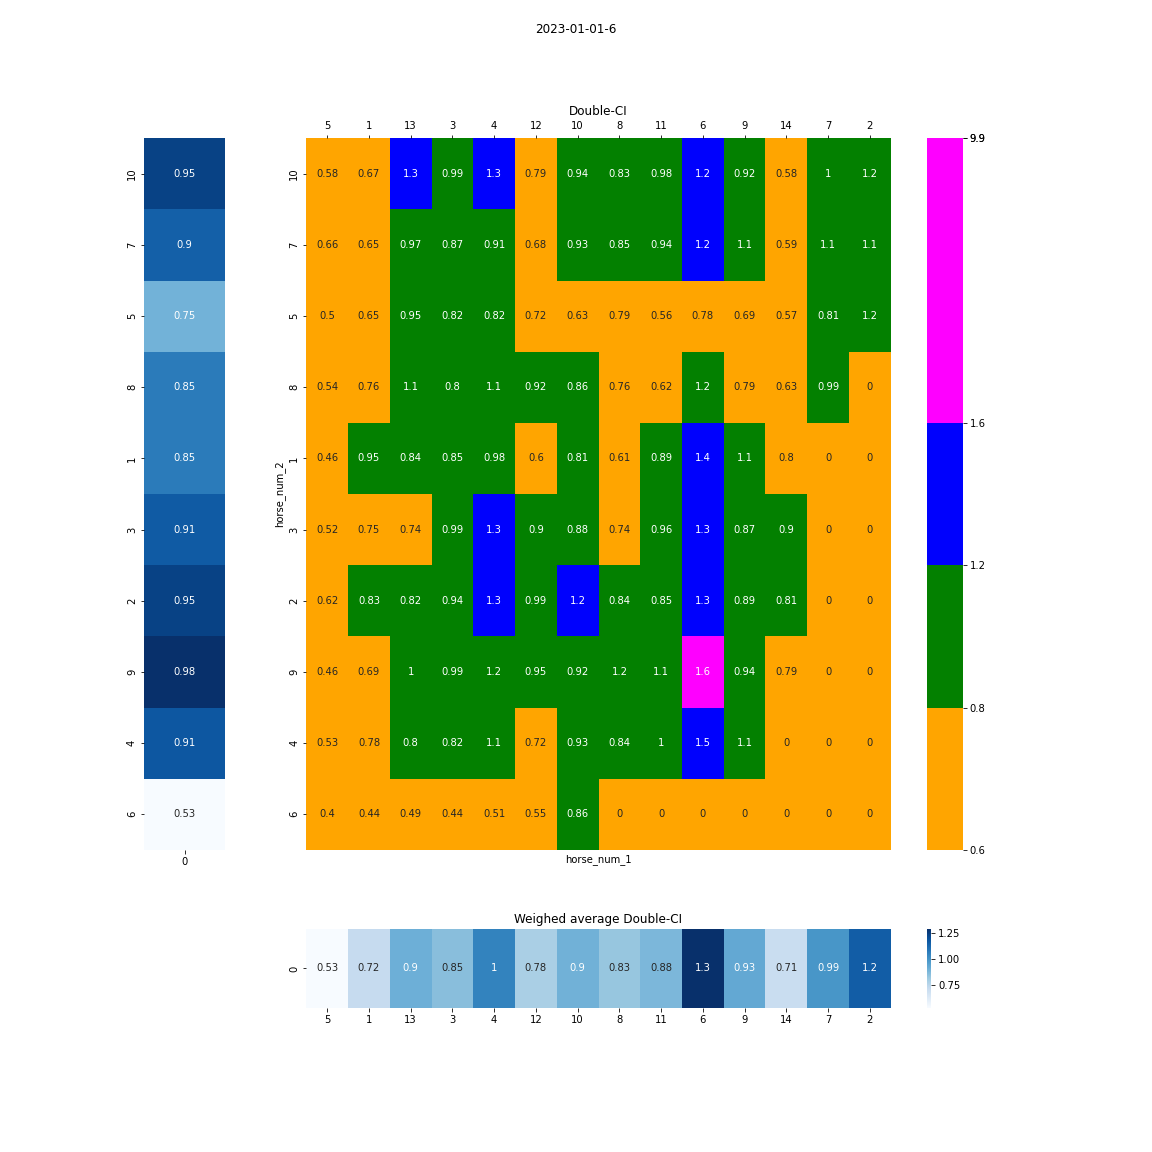 2023-01-01-6
Double-CI
5 1 13 3 4 12 10 8 11 6 9 14 7 2
9.9
10 0.95 10 0.58 0.67 1.3 0.99 1.3 0.79 0.94 0.83 0.98 1.2 0.92 0.58 1 1.2
7 0.9 7 0.66 0.65 0.97 0.87 0.91 0.68 0.93 0.85 0.94 1.2 1.1 0.59 1.1 1.1
5 0.75 5 0.5 0.65 0.95 0.82 0.82 0.72 0.63 0.79 0.56 0.78 0.69 0.57 0.81 1.2
8 0.85 8 0.54 0.76 1.1 0.8 1.1 0.92 0.86 0.76 0.62 1.2 0.79 0.63 0.99 0
1.6
1 0.85 1 0.46 0.95 0.84 0.85 0.98 0.6 0.81 0.61 0.89 1.4 1.1 0.8 0 0
horse_num_2
3 0.91 3 0.52 0.75 0.74 0.99 1.3 0.9 0.88 0.74 0.96 1.3 0.87 0.9 0 0
1.2
2 0.95 2 0.62 0.83 0.82 0.94 1.3 0.99 1.2 0.84 0.85 1.3 0.89 0.81 0 0
9 0.98 9 0.46 0.69 1 0.99 1.2 0.95 0.92 1.2 1.1 1.6 0.94 0.79 0 0
0.8
4 0.91 4 0.53 0.78 0.8 0.82 1.1 0.72 0.93 0.84 1 1.5 1.1 0 0 0
6 0.53 6 0.4 0.44 0.49 0.44 0.51 0.55 0.86 0 0 0 0 0 0 0
0.6
0
horse_num_1
Weighed average Double-CI
0 0.53 0.72 0.9 0.85 1 0.78 0.9 0.83 0.88 1.3 0.93 0.71 0.99 1.2
1.25
1.00
0.75
5 1 13 3 4 12 10 8 11 6 9 14 7 2